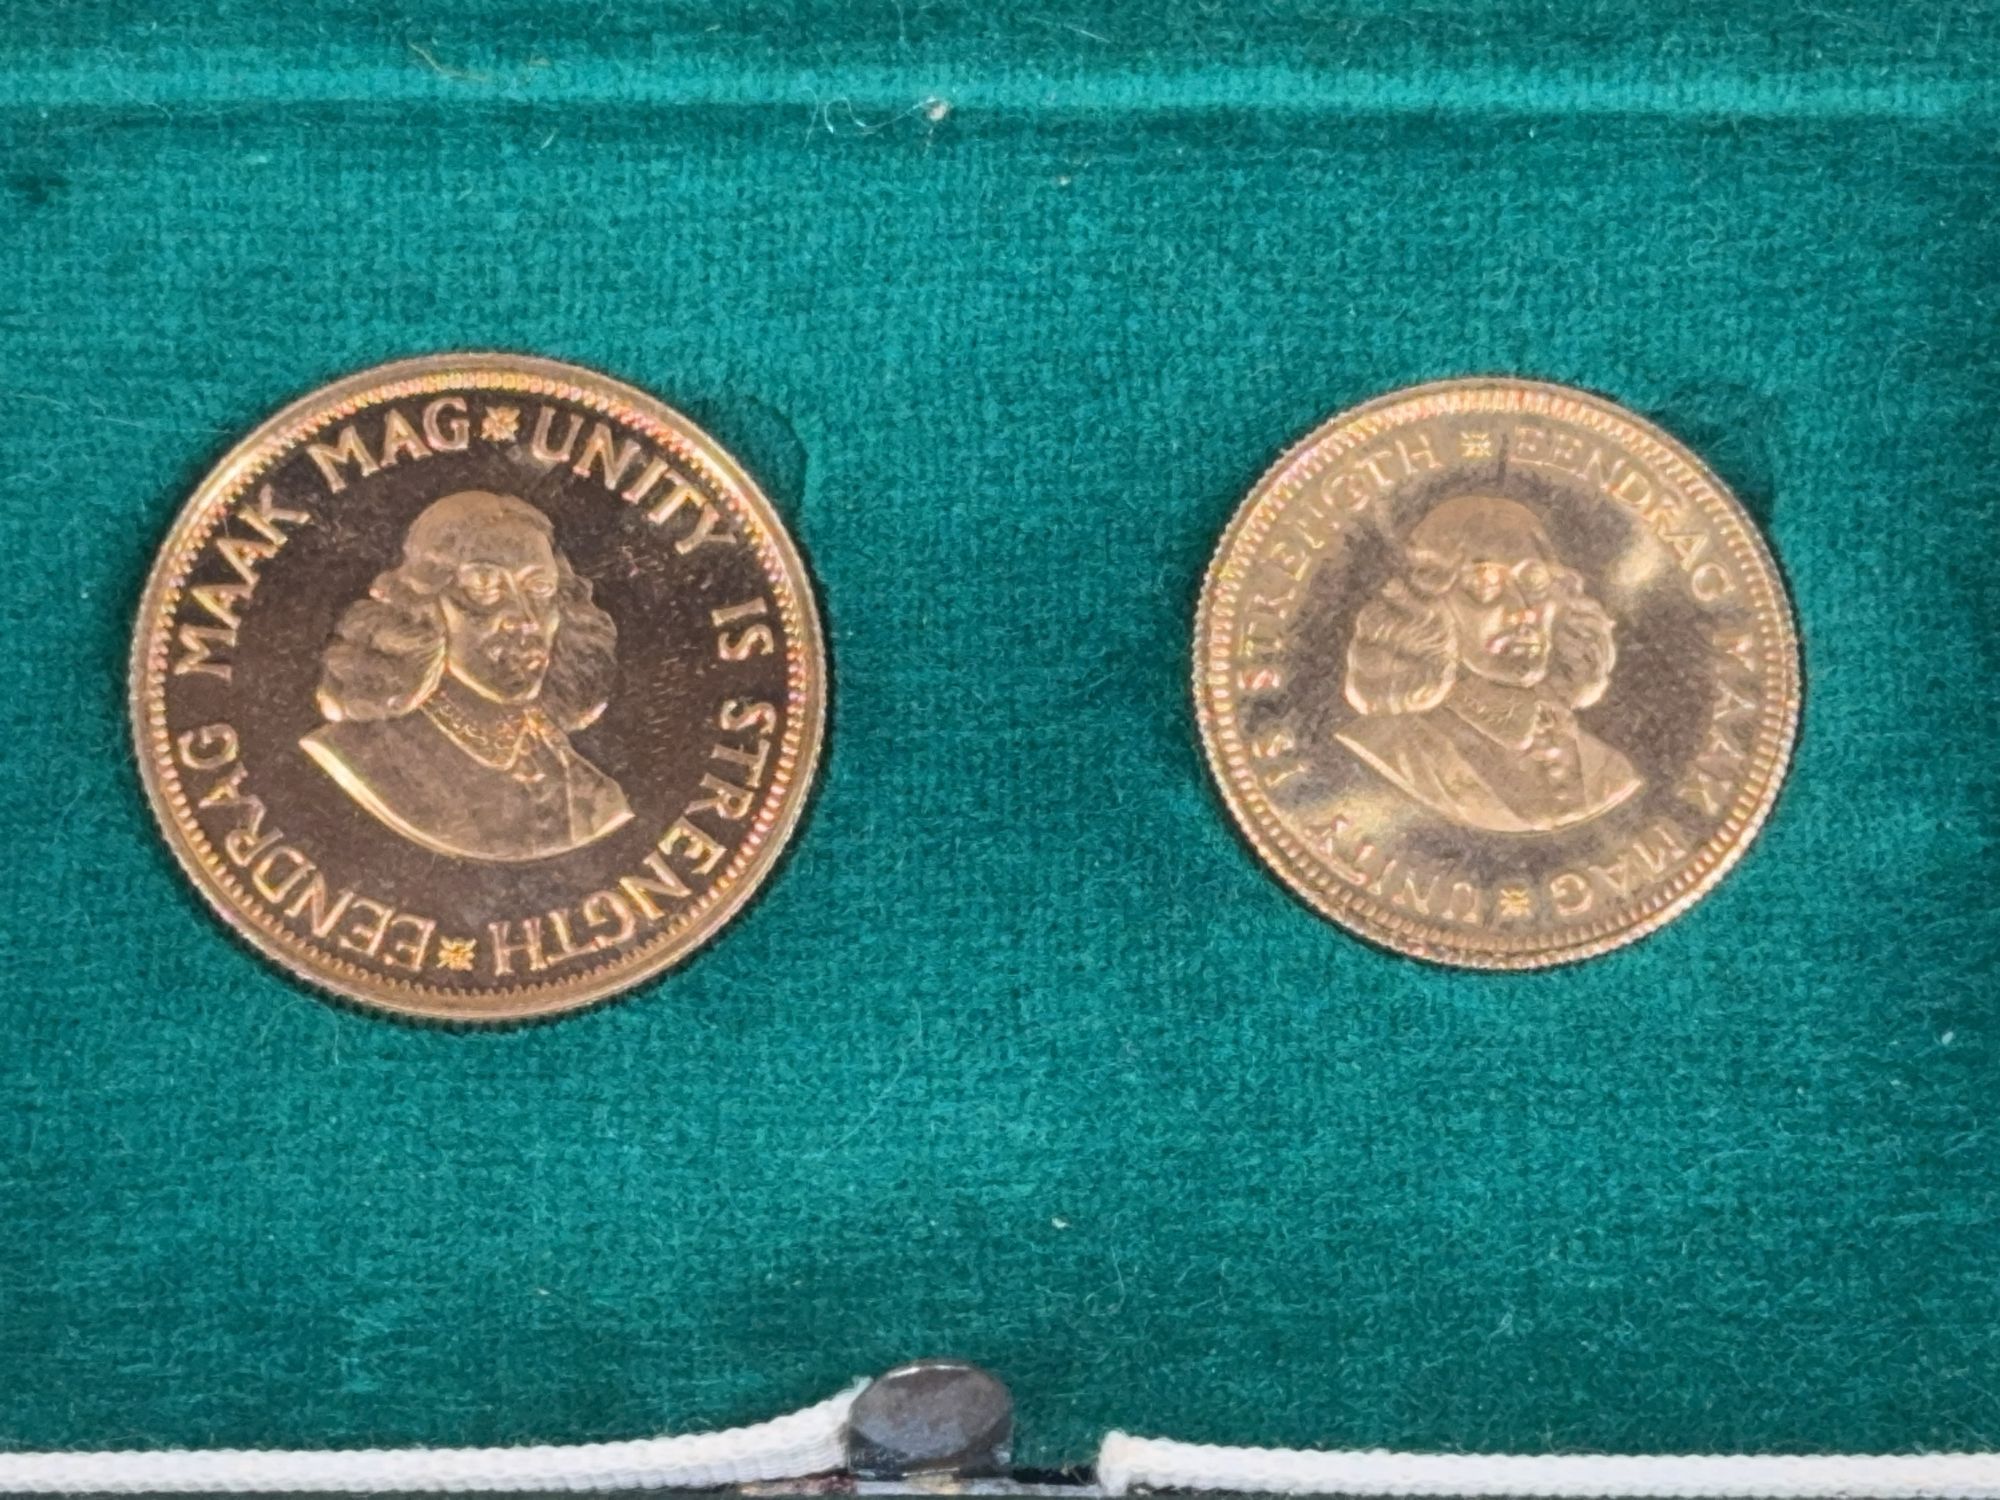 EENDRAG MAAK MAG * UNITY IS STRENGTH *
UNITY IS STRENGTH * EENDRAG MAAK MAG *